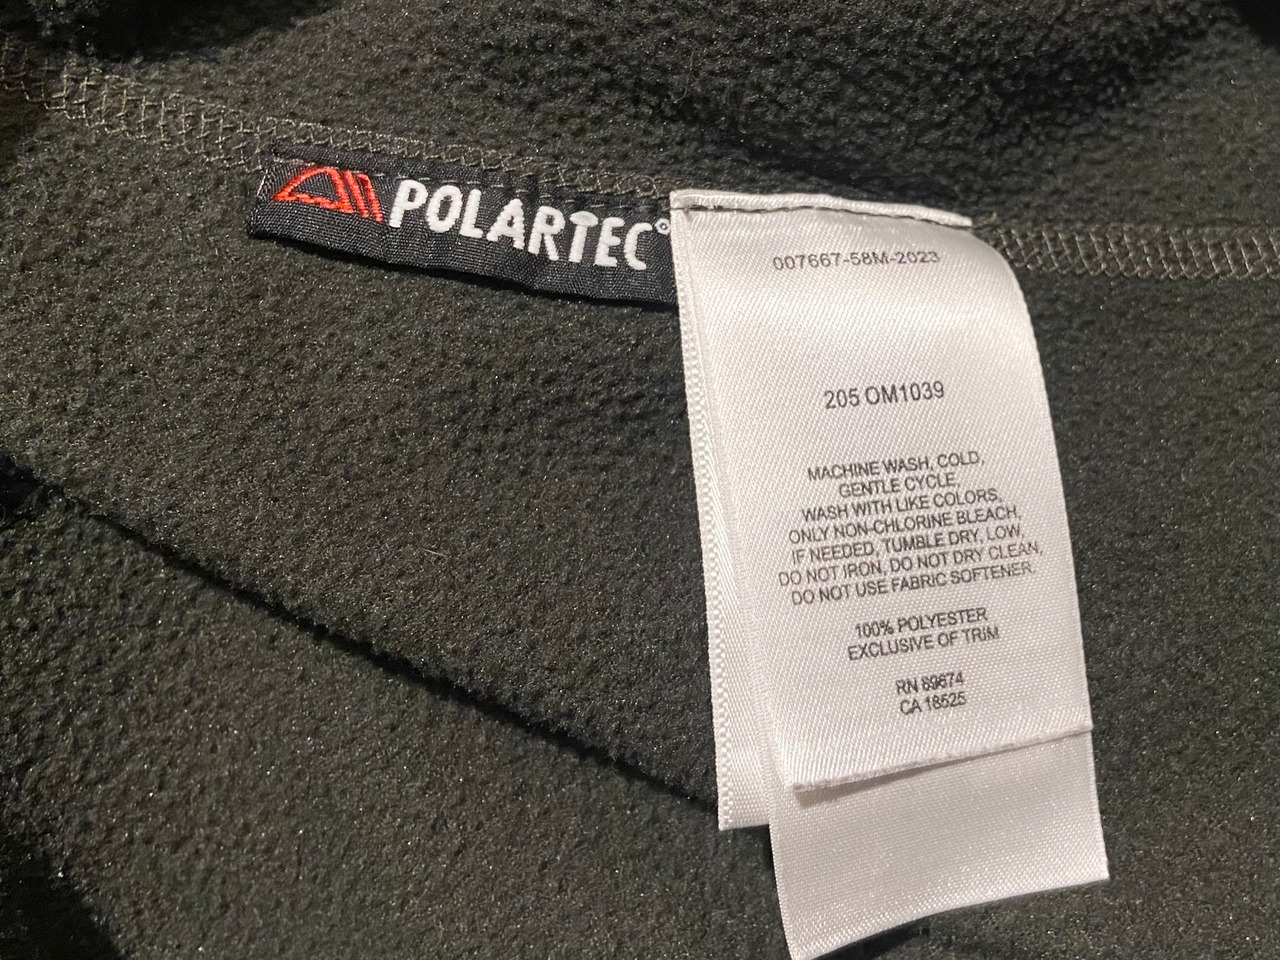 POLARTEC®
007667-58M-2023
205 OM1039
MACHINE WASH, COLD,
GENTLE CYCLE,
WASH WITH LIKE COLORS,
ONLY NON-CHLORINE BLEACH,
IF NEEDED, TUMBLE DRY, LOW,
DO NOT IRON, DO NOT DRY CLEAN,
DO NOT USE FABRIC SOFTENER.
100% POLYESTER
EXCLUSIVE OF TRIM
RN 69674
CA 18525